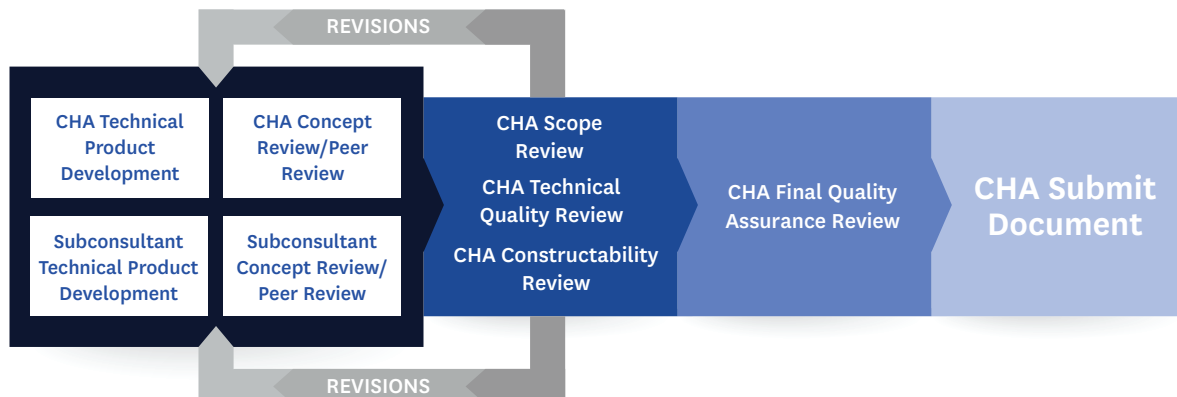 REVISIONS
CHA Technical
Product
Development
CHA Concept
Review/Peer
Review
Subconsultant
Technical Product
Development
Subconsultant
Concept Review/
Peer Review
CHA Scope
Review
CHA Technical
Quality Review
CHA Constructability
Review
CHA Final Quality
Assurance Review
CHA Submit
Document
REVISIONS